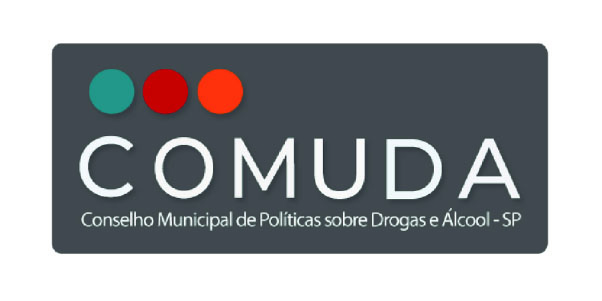 COMUDA
Conselho Municipal de Políticas sobre Drogas e Álcool - SP